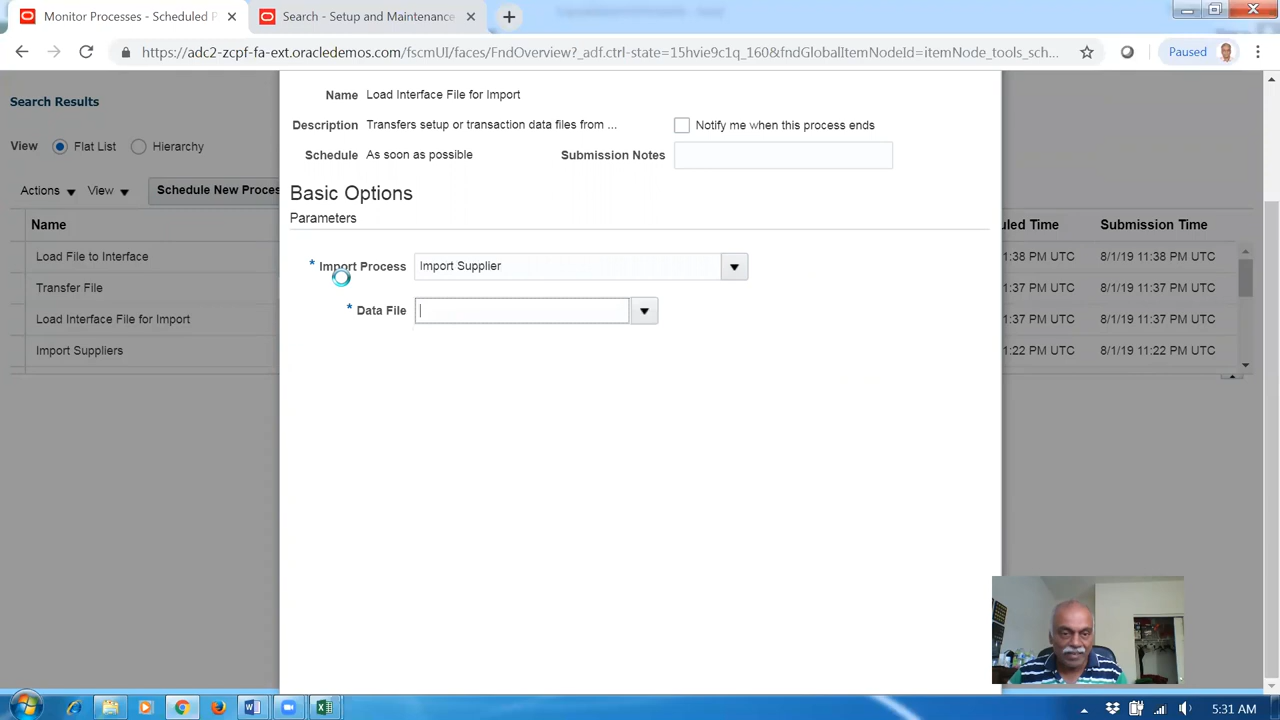 Monitor Processes - Scheduled P
Search - Setup and Maintenance
https://adc2-zcpf-fa-ext.oracledemos.com/fscmUI/faces/FndOverview?_adf.ctrl-state=15hvie9c1q_160&fndGlobalItemNodeId=itemNode_tools_sch...
Paused
Search Results
View Flat List Hierarchy
Actions View Schedule New Proces
Name
Load File to Interface
Transfer File
Load Interface File for Import
Import Suppliers
Name Load Interface File for Import
Description Transfers setup or transaction data files from ... Notify me when this process ends
Schedule As soon as possible Submission Notes
Basic Options
Parameters
* Import Process Import Supplier
* Data File
uled Time Submission Time
1:38 PM UTC 8/1/19 11:38 PM UTC
1:37 PM UTC 8/1/19 11:37 PM UTC
1:37 PM UTC 8/1/19 11:37 PM UTC
1:22 PM UTC 8/1/19 11:22 PM UTC
5:31 AM